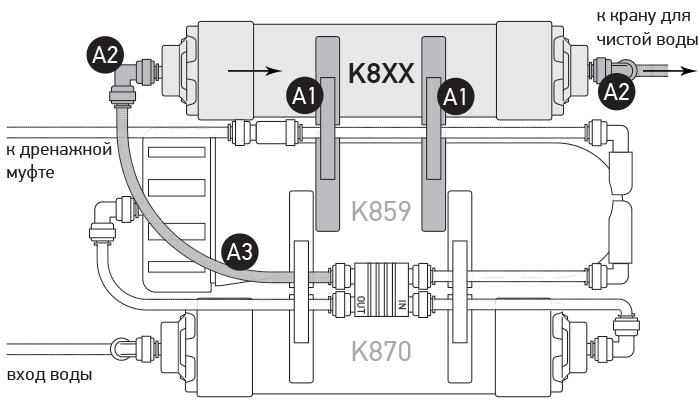 к крану для
чистой воды
A2
K8XX
A1
A1
A2
к дренажной
муфте
K859
A3
OUT
IN
K870
вход воды